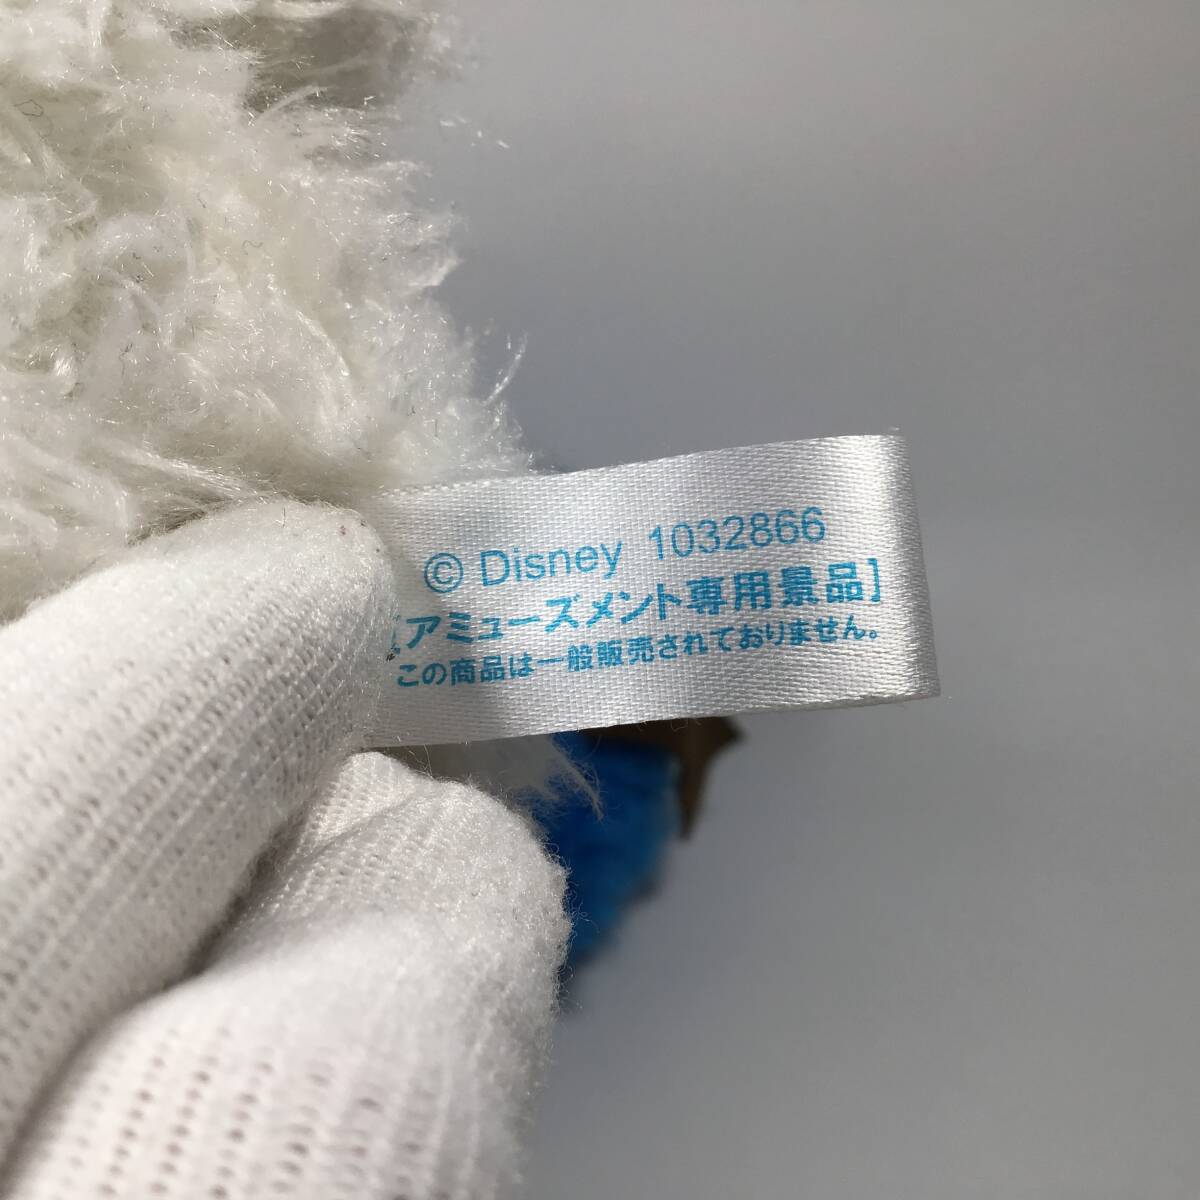 © Disney 1032866
[アミューズメント専用景品]
この商品は一般販売されておりません。